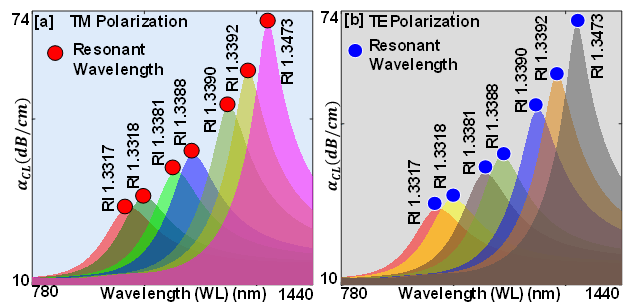 74
[a] TM Polarization
Resonant
Wavelength
RI 1.3317
RI 1.3318
RI 1.3381
RI 1.3388
RI 1.3390
RI 1.3392
RI 1.3473
α_CL(dB/cm)
10
780
Wavelength (WL) (nm)
1440
74
[b] TE Polarization
Resonant
Wavelength
RI 1.3317
RI 1.3318
RI 1.3381
RI 1.3388
RI 1.3390
RI 1.3392
RI 1.3473
α_CL(dB/cm)
10
780
Wavelength (WL) (nm)
1440